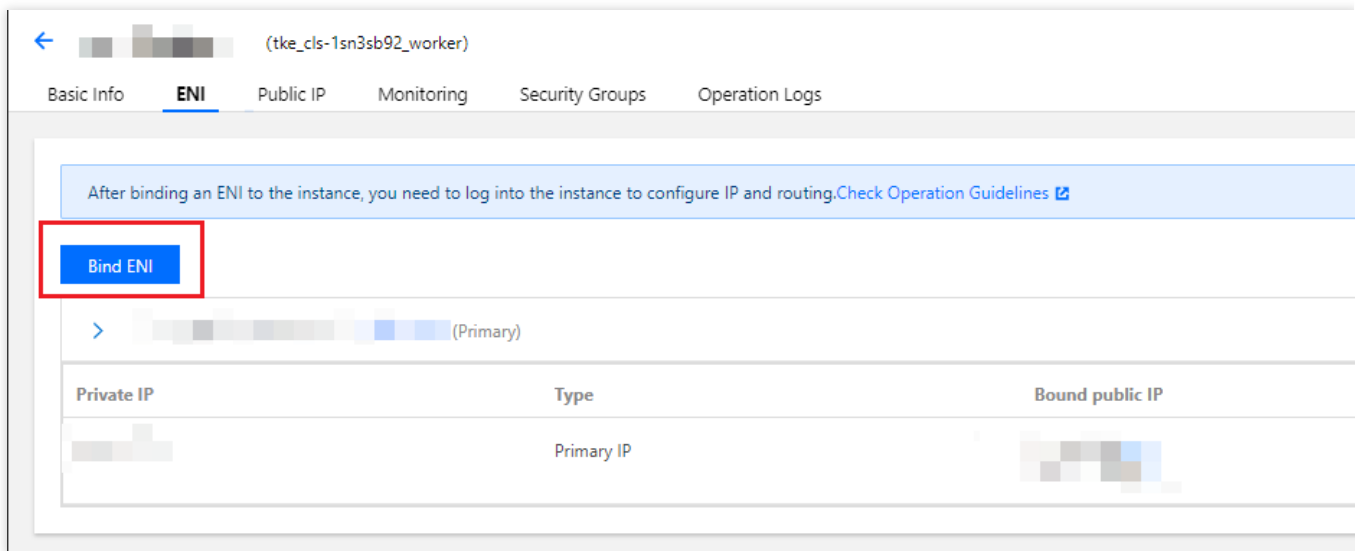 (tke_cls-1sn3sb92_worker)
Basic Info ENI Public IP Monitoring Security Groups Operation Logs
After binding an ENI to the instance, you need to log into the instance to configure IP and routing.Check Operation Guidelines
Bind ENI
(Primary)
Private IP Type Bound public IP
Primary IP